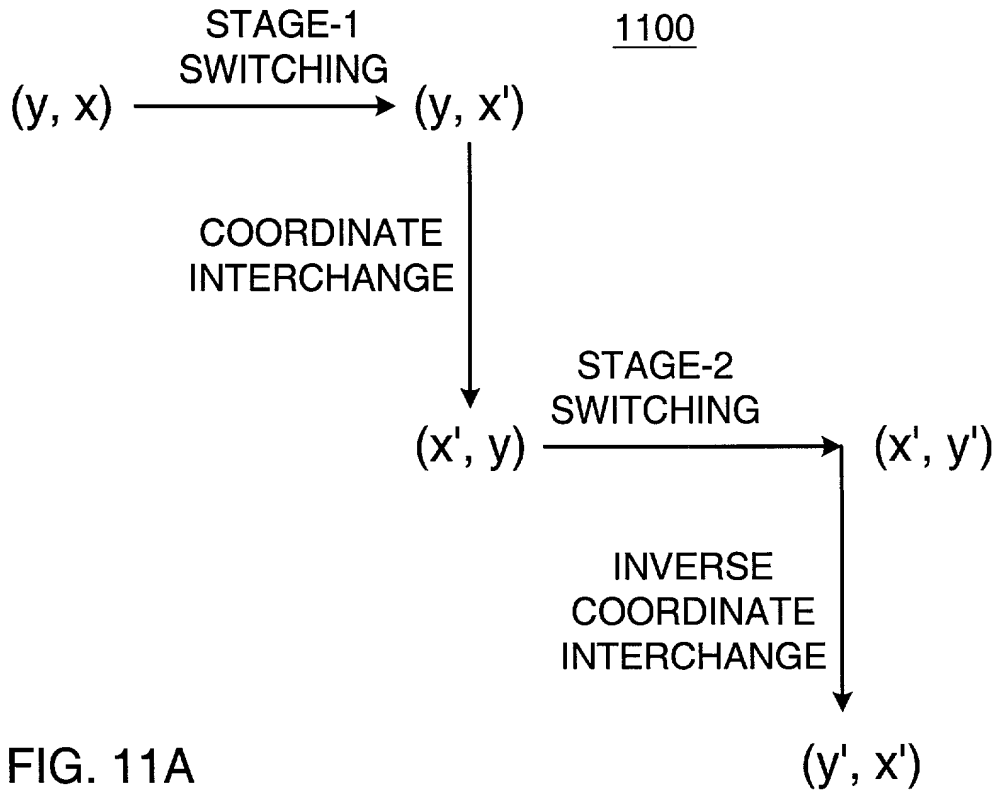 STAGE-1
SWITCHING
1100
(y, x)
(y, x')
COORDINATE
INTERCHANGE
STAGE-2
SWITCHING
(x', y)
(x', y')
INVERSE
COORDINATE
INTERCHANGE
(y', x')
FIG. 11A